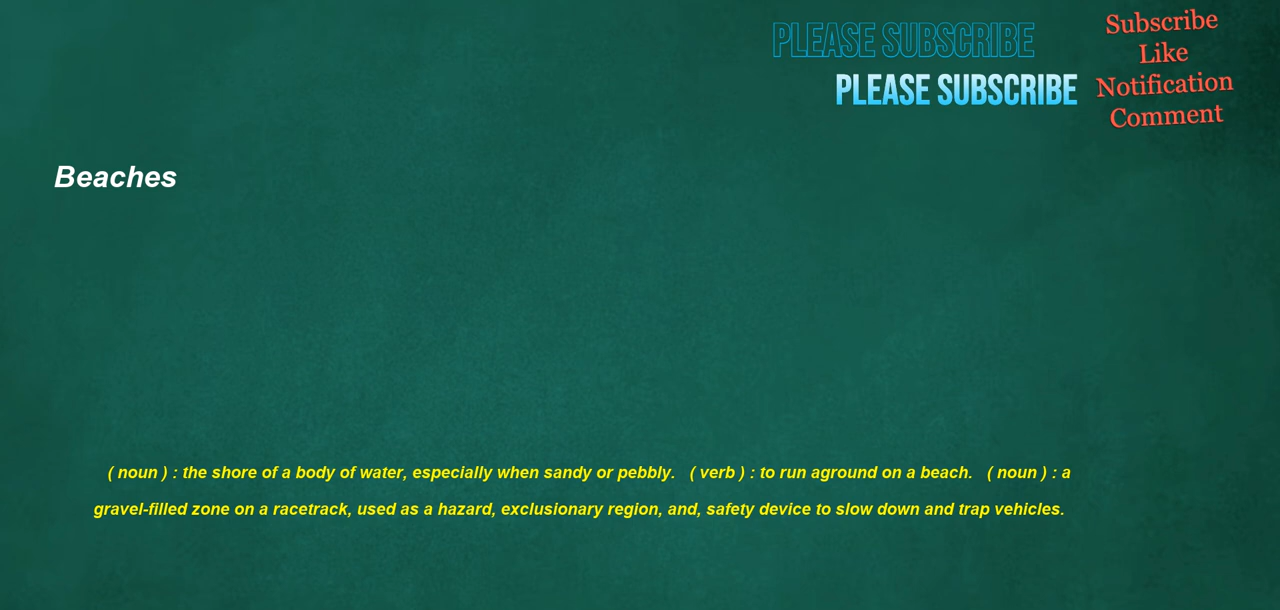 PLEASE SUBSCRIBE
PLEASE SUBSCRIBE
Subscribe
Like
Notification
Comment
Beaches
( noun ) : the shore of a body of water, especially when sandy or pebbly. ( verb ) : to run aground on a beach. ( noun ) : a
gravel-filled zone on a racetrack, used as a hazard, exclusionary region, and, safety device to slow down and trap vehicles.